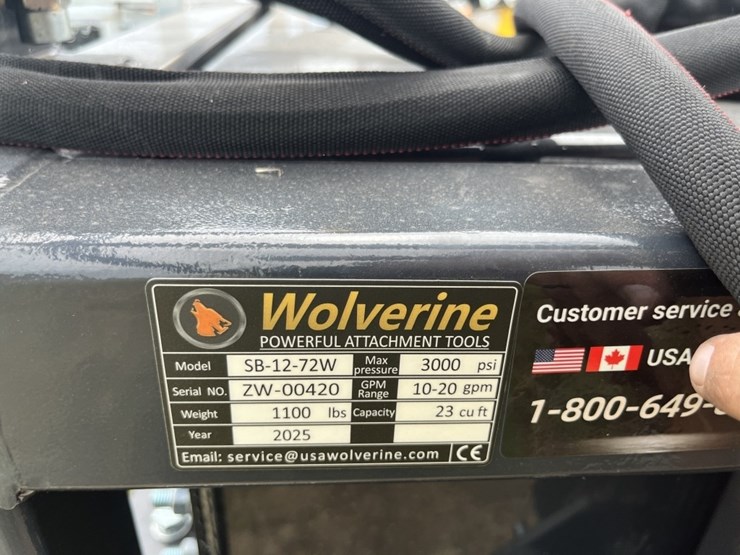 Wolverine
POWERFUL ATTACHMENT TOOLS
Model SB-12-72W Max pressure 3000 psi
Serial NO. ZW-00420 GPM Range 10-20 gpm
Weight 1100 lbs Capacity 23 cu ft
Year 2025
Email: service@usawolverine.com CE
Customer service
USA
1-800-649-